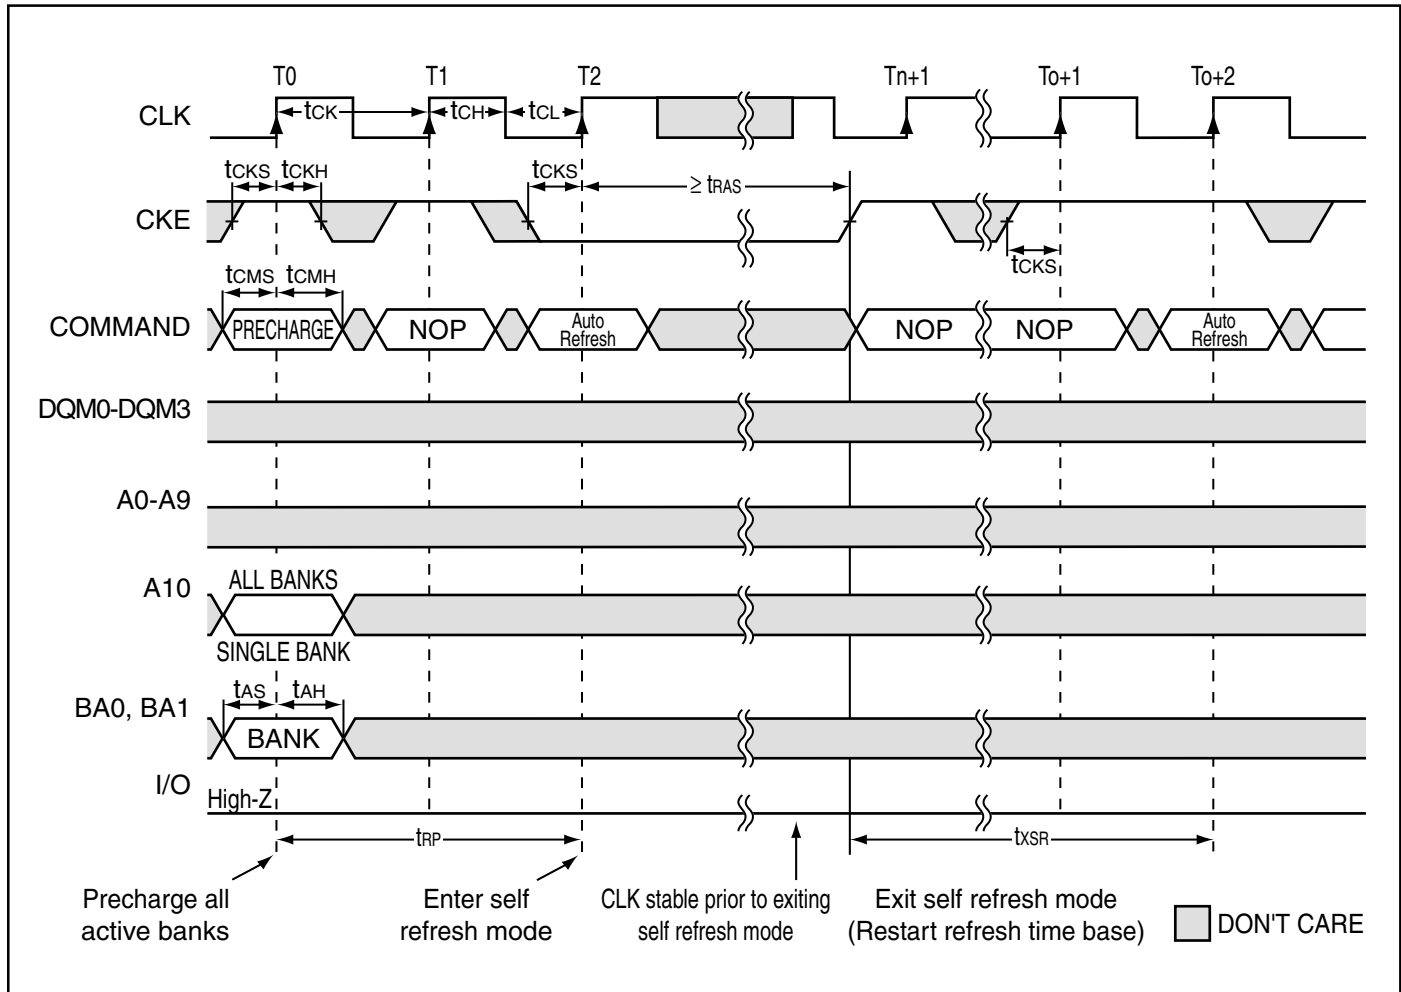 T0 T1 T2 Tn+1 To+1 To+2
CLK tCK tCH tCL
tCKS tCKH tCKS ≥ tRAS
CKE
tCKS
tCMS tCMH
COMMAND PRECHARGE NOP Auto Refresh NOP NOP Auto Refresh
DQM0-DQM3
A0-A9
A10 ALL BANKS
SINGLE BANK
tAS tAH
BA0, BA1 BANK
I/O High-Z
tRP tXSR
Precharge all
active banks
Enter self
refresh mode
CLK stable prior to exiting
self refresh mode
Exit self refresh mode
(Restart refresh time base)
DON'T CARE